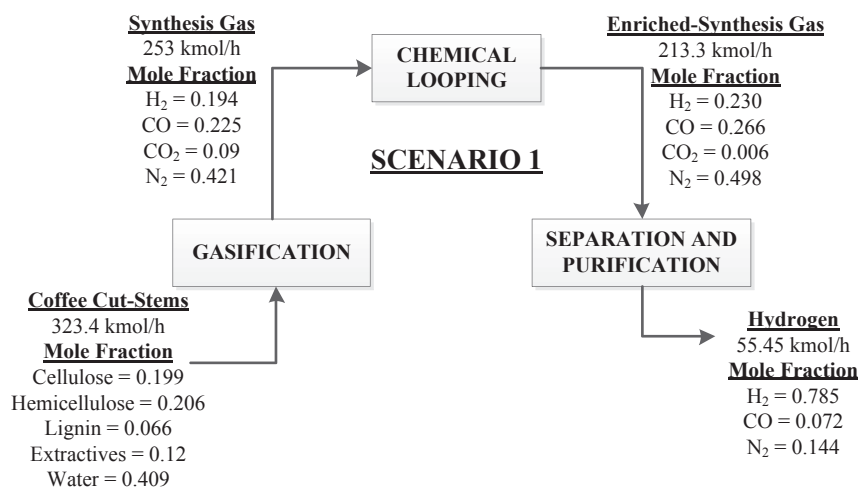 Synthesis Gas
253 kmol/h
Mole Fraction
H₂ = 0.194
CO = 0.225
CO₂ = 0.09
N₂ = 0.421
CHEMICAL
LOOPING
Enriched-Synthesis Gas
213.3 kmol/h
Mole Fraction
H₂ = 0.230
CO = 0.266
CO₂ = 0.006
N₂ = 0.498
SCENARIO 1
GASIFICATION
SEPARATION AND
PURIFICATION
Coffee Cut-Stems
323.4 kmol/h
Mole Fraction
Cellulose = 0.199
Hemicellulose = 0.206
Lignin = 0.066
Extractives = 0.12
Water = 0.409
Hydrogen
55.45 kmol/h
Mole Fraction
H₂ = 0.785
CO = 0.072
N₂ = 0.144